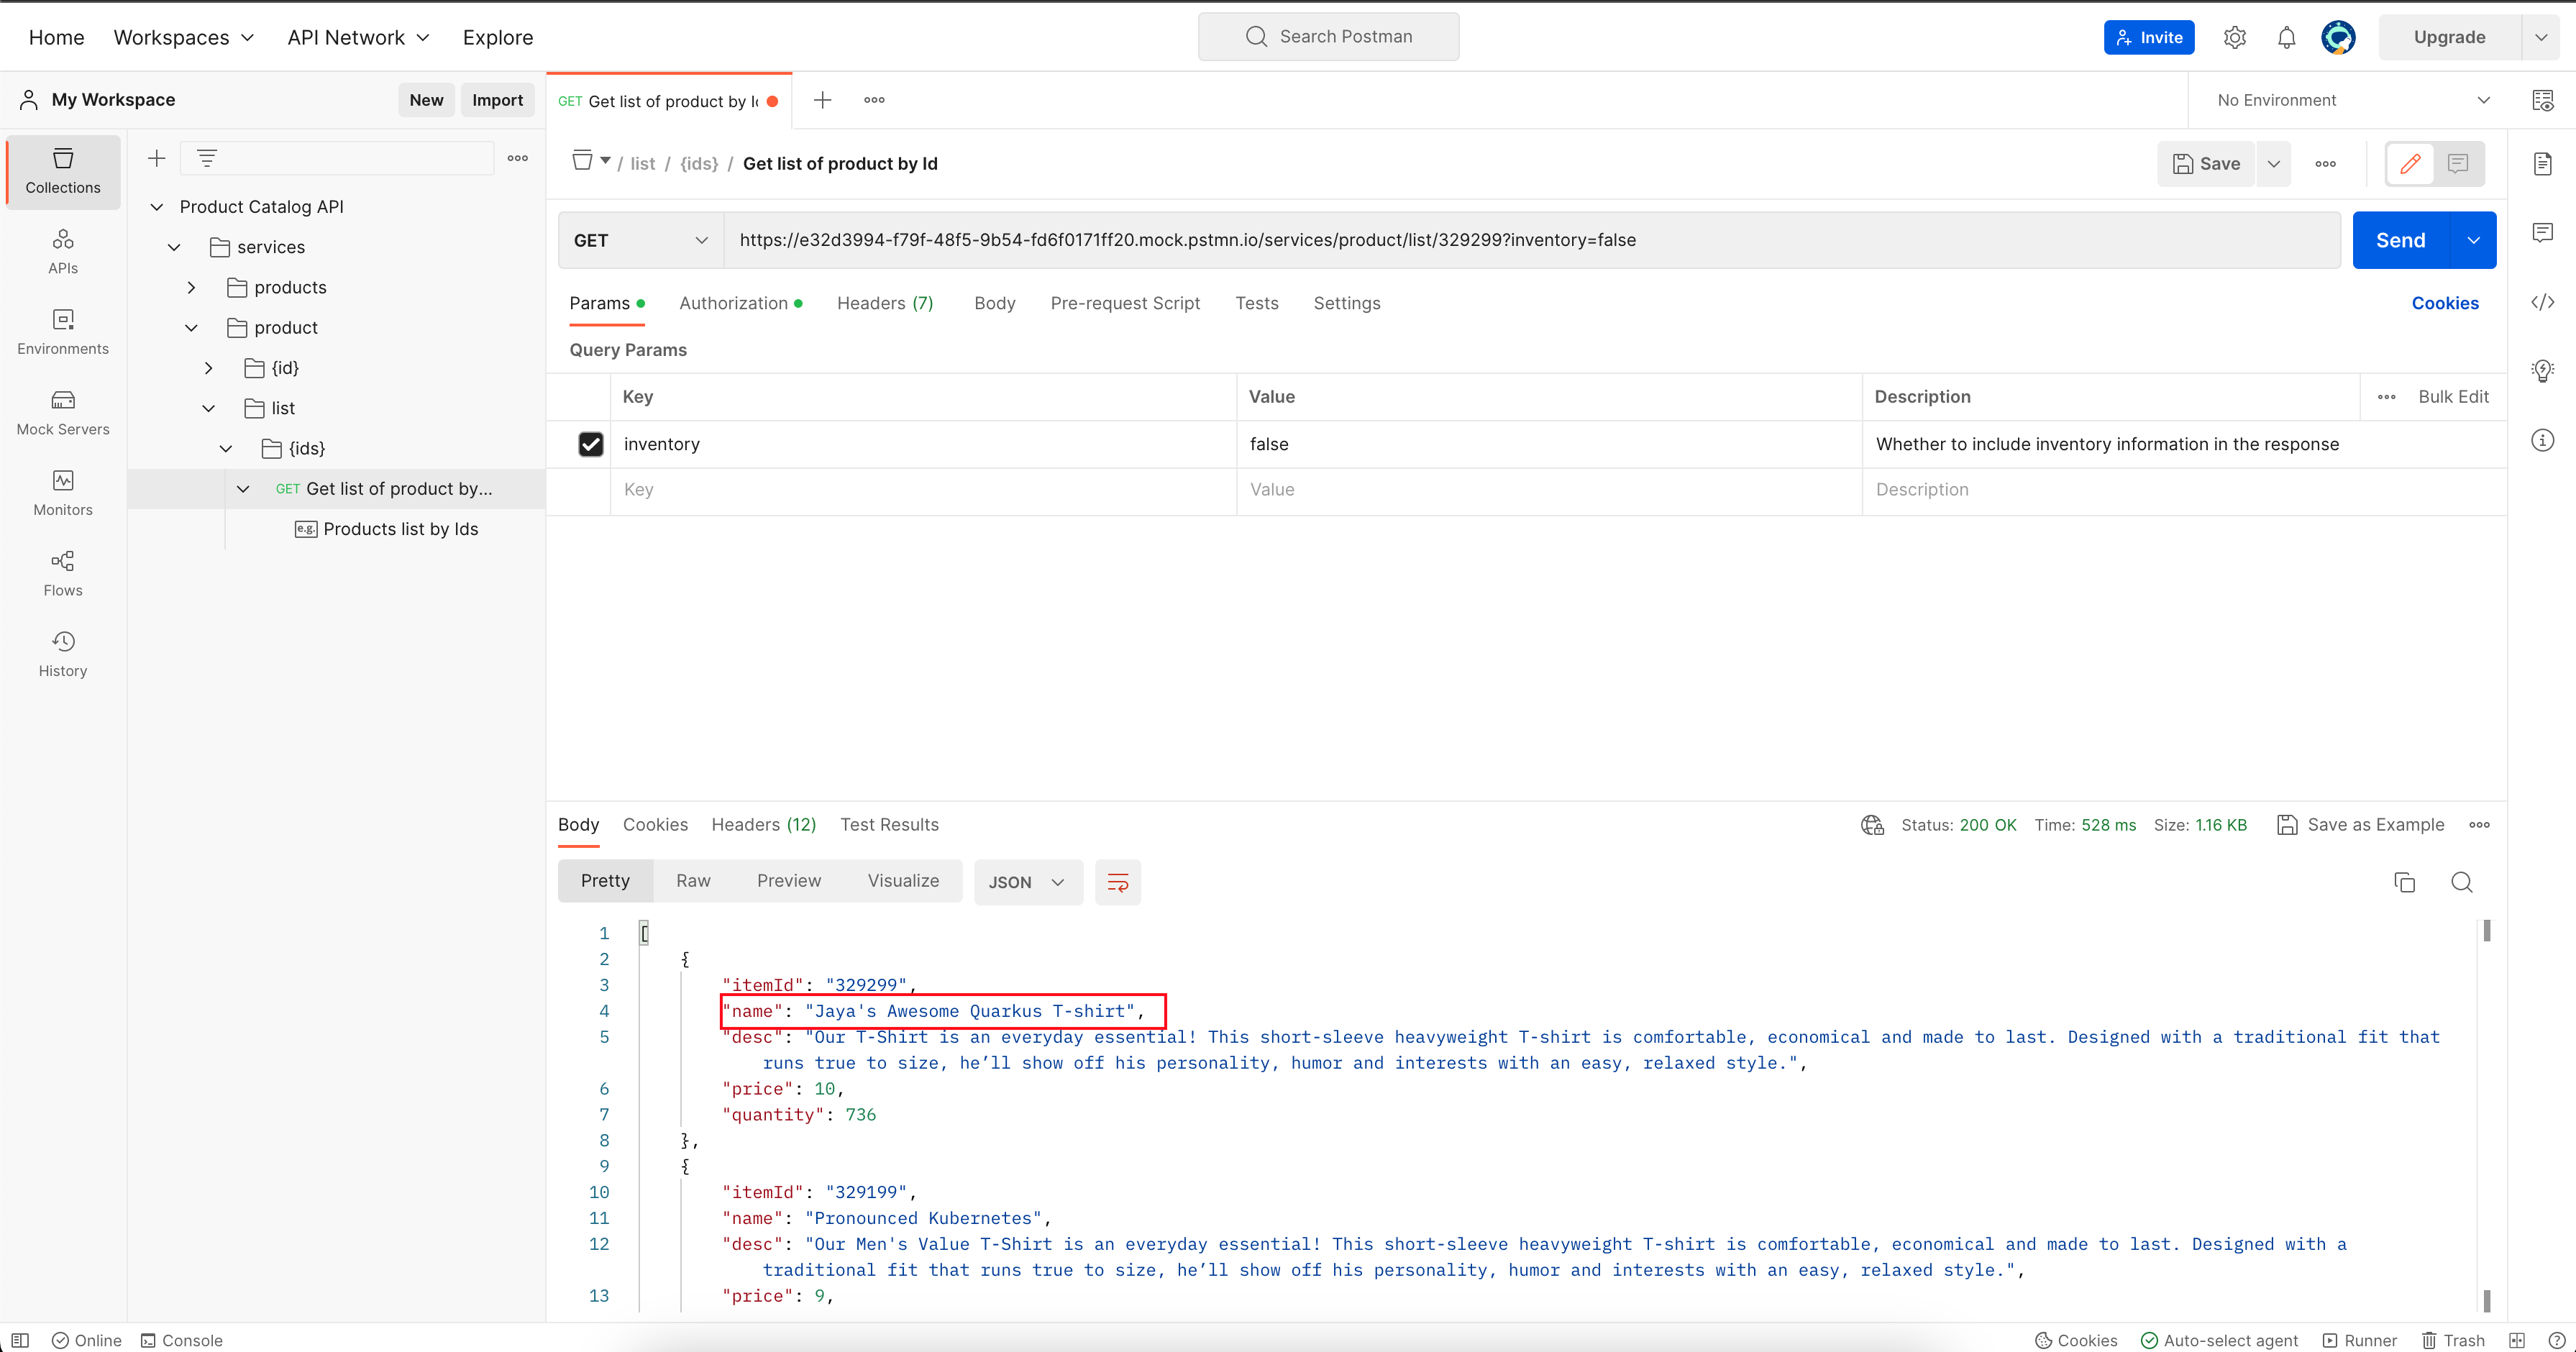 Home Workspaces API Network Explore Search Postman Invite Upgrade
My Workspace New Import GET Get list of product by I No Environment
Collections
APIs
Environments
Mock Servers
Monitors
Flows
History
Product Catalog API
services
products
product
{id}
list
{ids}
GET Get list of product by...
e.g. Products list by Ids
/ list / {ids} / Get list of product by Id Save
GET https://e32d3994-f79f-48f5-9b54-fd6f0171ff20.mock.pstmn.io/services/product/list/329299?inventory=false Send
Params Authorization Headers (7) Body Pre-request Script Tests Settings Cookies
Query Params
Key Value Description Bulk Edit
inventory false Whether to include inventory information in the response
Key Value Description
Body Cookies Headers (12) Test Results Status: 200 OK Time: 528 ms Size: 1.16 KB Save as Example
Pretty Raw Preview Visualize JSON
1 [
2 {
3 "itemId": "329299",
4 "name": "Jaya's Awesome Quarkus T-shirt",
5 "desc": "Our T-Shirt is an everyday essential! This short-sleeve heavyweight T-shirt is comfortable, economical and made to last. Designed with a traditional fit that
runs true to size, he’ll show off his personality, humor and interests with an easy, relaxed style.",
6 "price": 10,
7 "quantity": 736
8 },
9 {
10 "itemId": "329199",
11 "name": "Pronounced Kubernetes",
12 "desc": "Our Men's Value T-Shirt is an everyday essential! This short-sleeve heavyweight T-shirt is comfortable, economical and made to last. Designed with a
traditional fit that runs true to size, he’ll show off his personality, humor and interests with an easy, relaxed style.",
13 "price": 9,
Online Console Cookies Auto-select agent Runner Trash